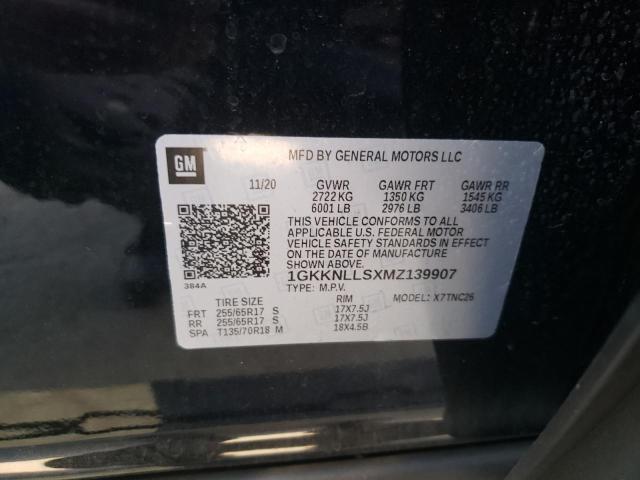 GM
MFD BY GENERAL MOTORS LLC
11/20 GVWR GAWR FRT GAWR RR
2722 KG 1350 KG 1545 KG
6001 LB 2976 LB 3406 LB
THIS VEHICLE CONFORMS TO ALL
APPLICABLE U.S. FEDERAL MOTOR
VEHICLE SAFETY STANDARDS IN EFFECT
ON THE DATE OF MANUFACTURE
SHOWN ABOVE.
1GKKNLLSXMZ139907
384A
TYPE: M.P.V. MODEL: X7TNC26
TIRE SIZE RIM
FRT 255/65R17 S 17X7.5J
RR 255/65R17 S 17X7.5J
SPA T135/70R18 M 18X4.5B